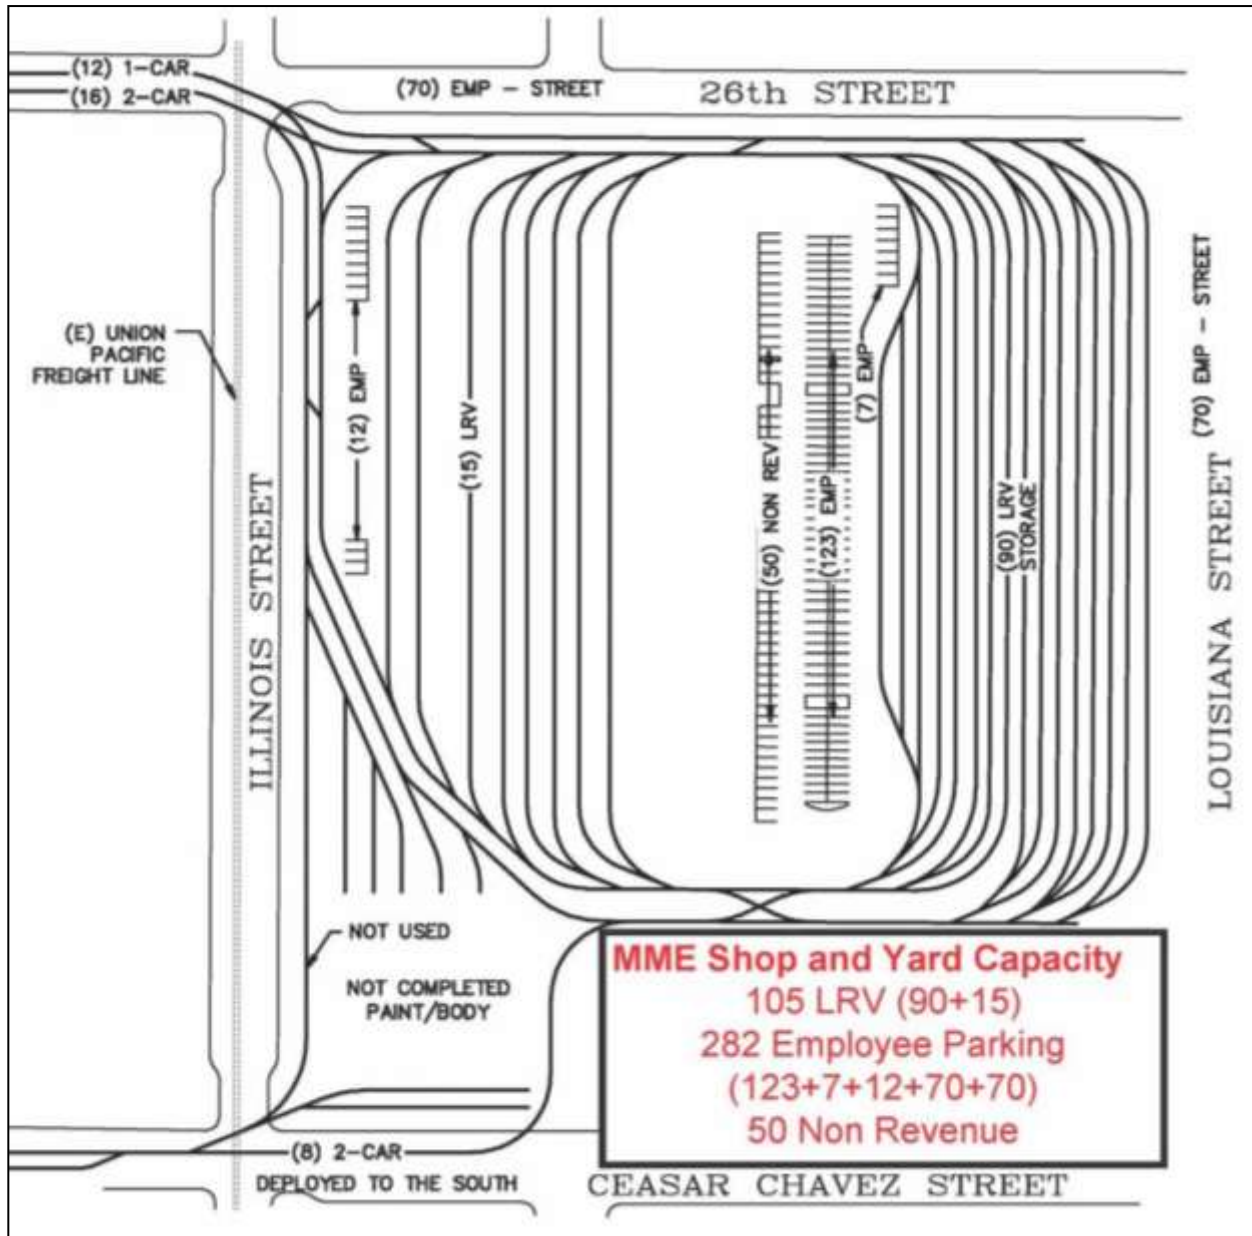 (12) 1-CAR
(16) 2-CAR
(70) EMP - STREET
26th STREET
(E) UNION
PACIFIC
FREIGHT LINE
(12) EMP
(15) LRV
(50) NON REV
(123) EMP
(7) EMP
(90) LRV
STORAGE
(70) EMP - STREET
ILLINOIS STREET
LOUISIANA STREET
NOT USED
NOT COMPLETED
PAINT/BODY
MME Shop and Yard Capacity
105 LRV (90+15)
282 Employee Parking
(123+7+12+70+70)
50 Non Revenue
(8) 2-CAR
DEPLOYED TO THE SOUTH
CEASAR CHAVEZ STREET